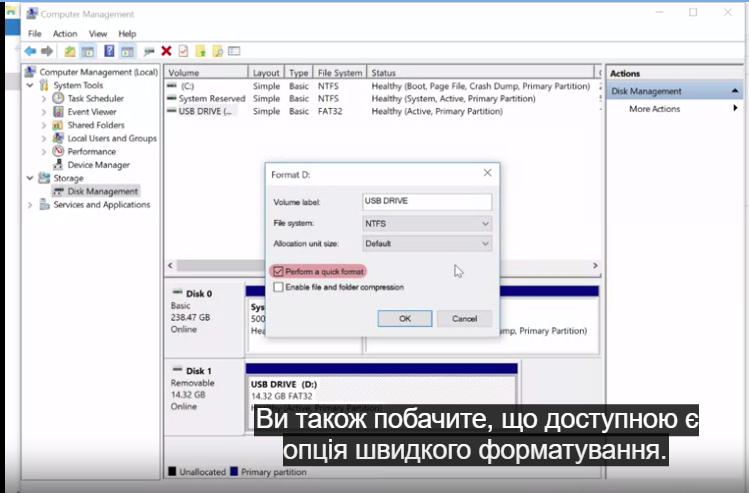 Computer Management
File Action View Help
Computer Management (Local)
System Tools
Task Scheduler
Event Viewer
Shared Folders
Local Users and Groups
Performance
Device Manager
Storage
Disk Management
Services and Applications
Volume Layout Type File System Status
(C:) Simple Basic NTFS Healthy (Boot, Page File, Crash Dump, Primary Partition)
System Reserved Simple Basic NTFS Healthy (System, Active, Primary Partition)
USB DRIVE (... Simple Basic FAT32 Healthy (Active, Primary Partition)
Actions
Disk Management
More Actions
Format D:
Volume label: USB DRIVE
File system: NTFS
Allocation unit size: Default
Perform a quick format
Enable file and folder compression
OK Cancel
Disk 0
Basic
238.47 GB
Online
Sys
500
Hea
mp, Primary Partition)
Disk 1
Removable
14.32 GB
Online
USB DRIVE (D:)
14.32 GB FAT32
Ви також побачите, що доступною є
опція швидкого форматування.
Unallocated Primary partition